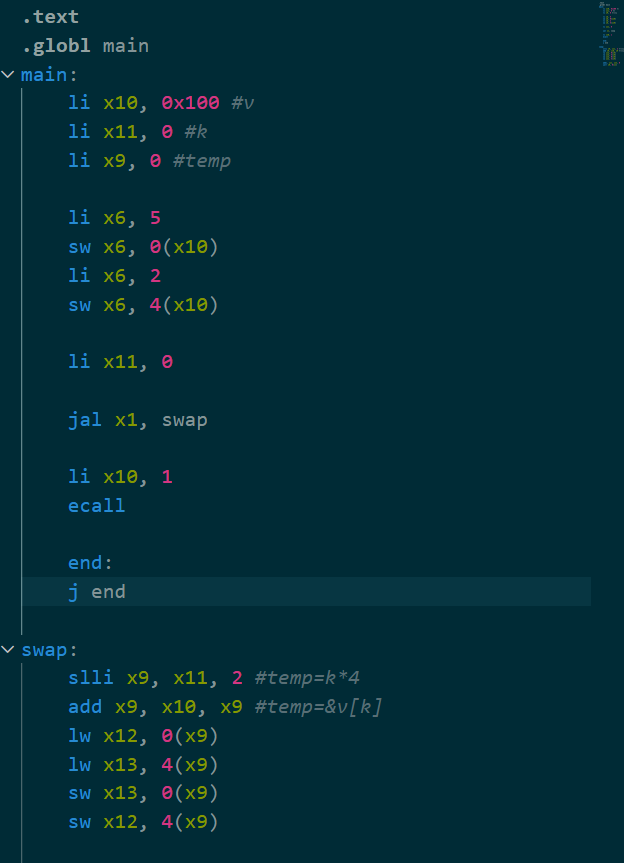 .text
.globl main
main:
li x10, 0x100 #v
li x11, 0 #k
li x9, 0 #temp
li x6, 5
sw x6, 0(x10)
li x6, 2
sw x6, 4(x10)
li x11, 0
jal x1, swap
li x10, 1
ecall
end:
j end
swap:
slli x9, x11, 2 #temp=k*4
add x9, x10, x9 #temp=&v[k]
lw x12, 0(x9)
lw x13, 4(x9)
sw x13, 0(x9)
sw x12, 4(x9)